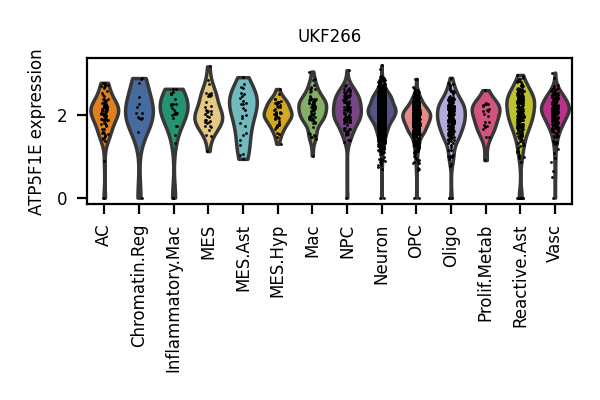 UKF266
ATP5F1E expression
2
0
AC
Chromatin.Reg
Inflammatory.Mac
MES
MES.Ast
MES.Hyp
Mac
NPC
Neuron
OPC
Oligo
Prolif.Metab
Reactive.Ast
Vasc